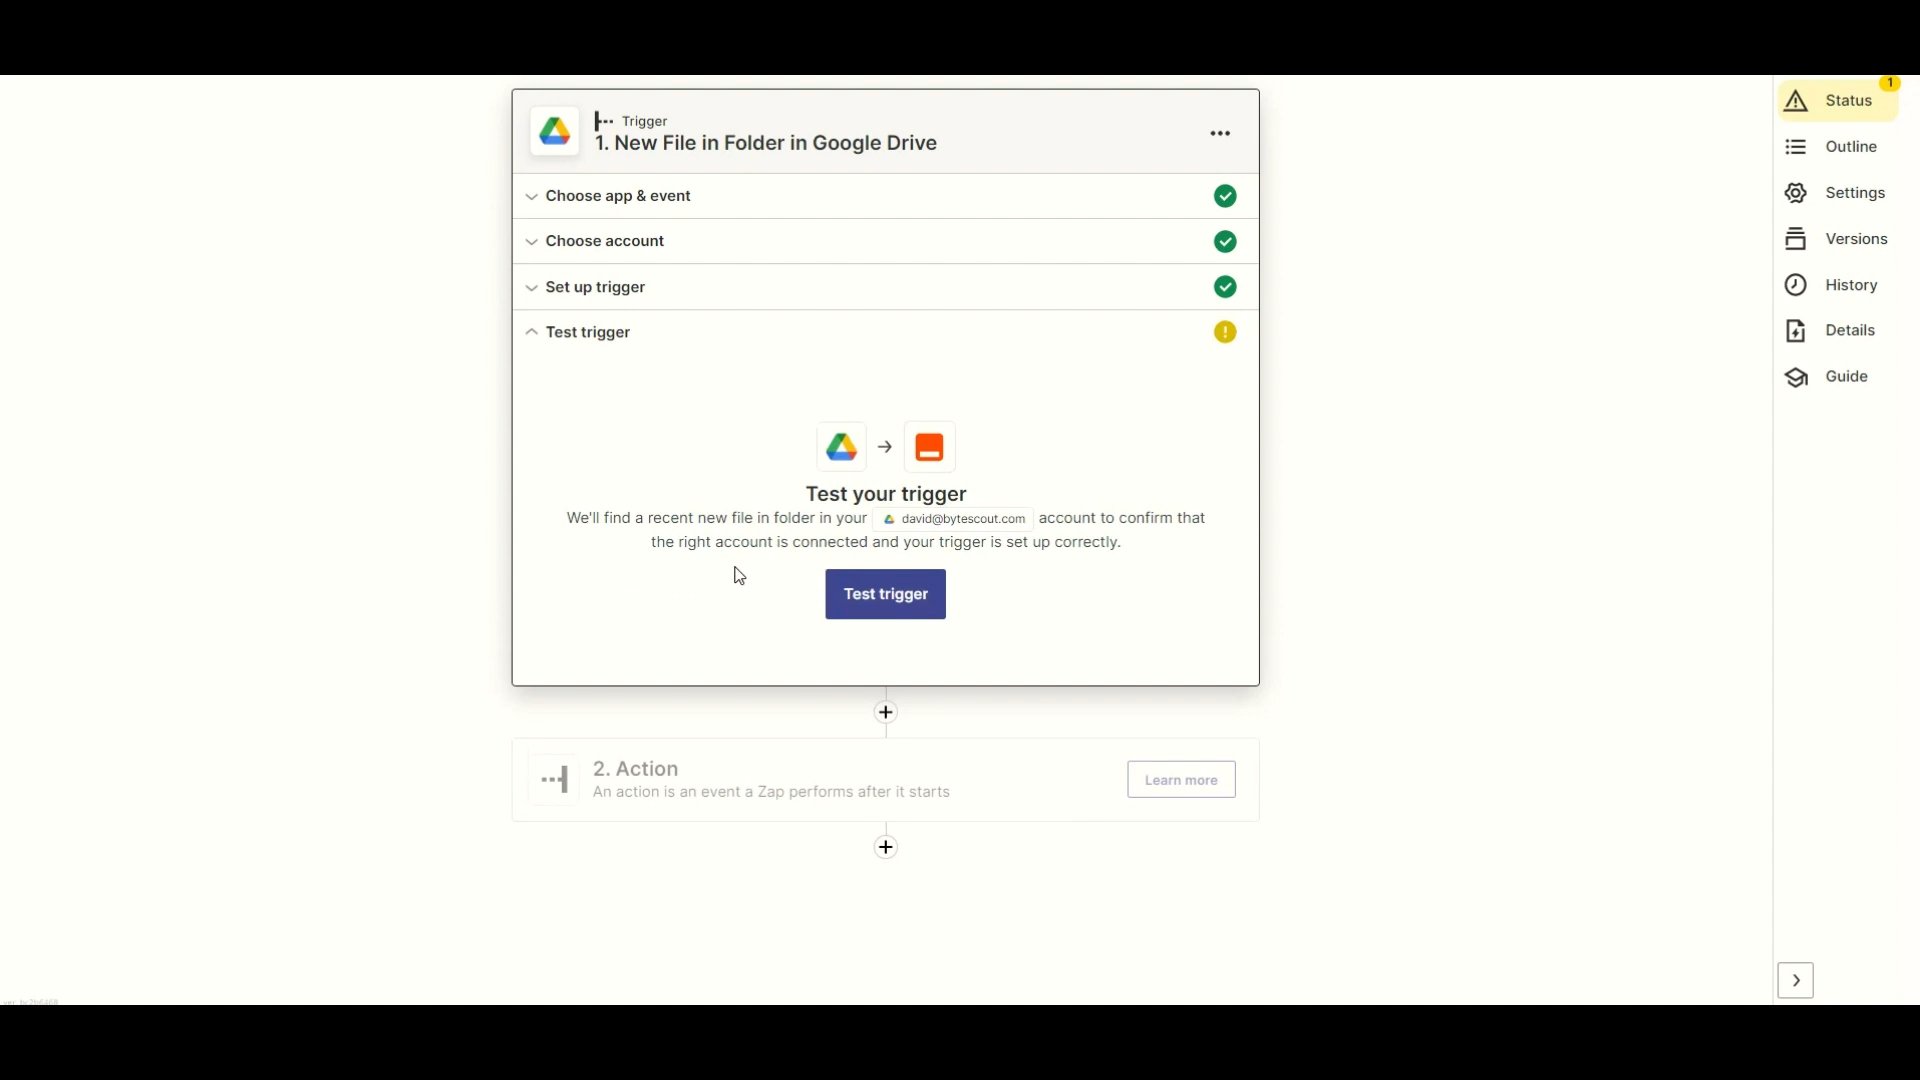 Trigger
1. New File in Folder in Google Drive
Choose app & event
Choose account
Set up trigger
Test trigger
Test your trigger
We'll find a recent new file in folder in your david@bytescout.com account to confirm that
the right account is connected and your trigger is set up correctly.
Test trigger
2. Action
An action is an event a Zap performs after it starts
Learn more
1
Status
Outline
Settings
Versions
History
Details
Guide